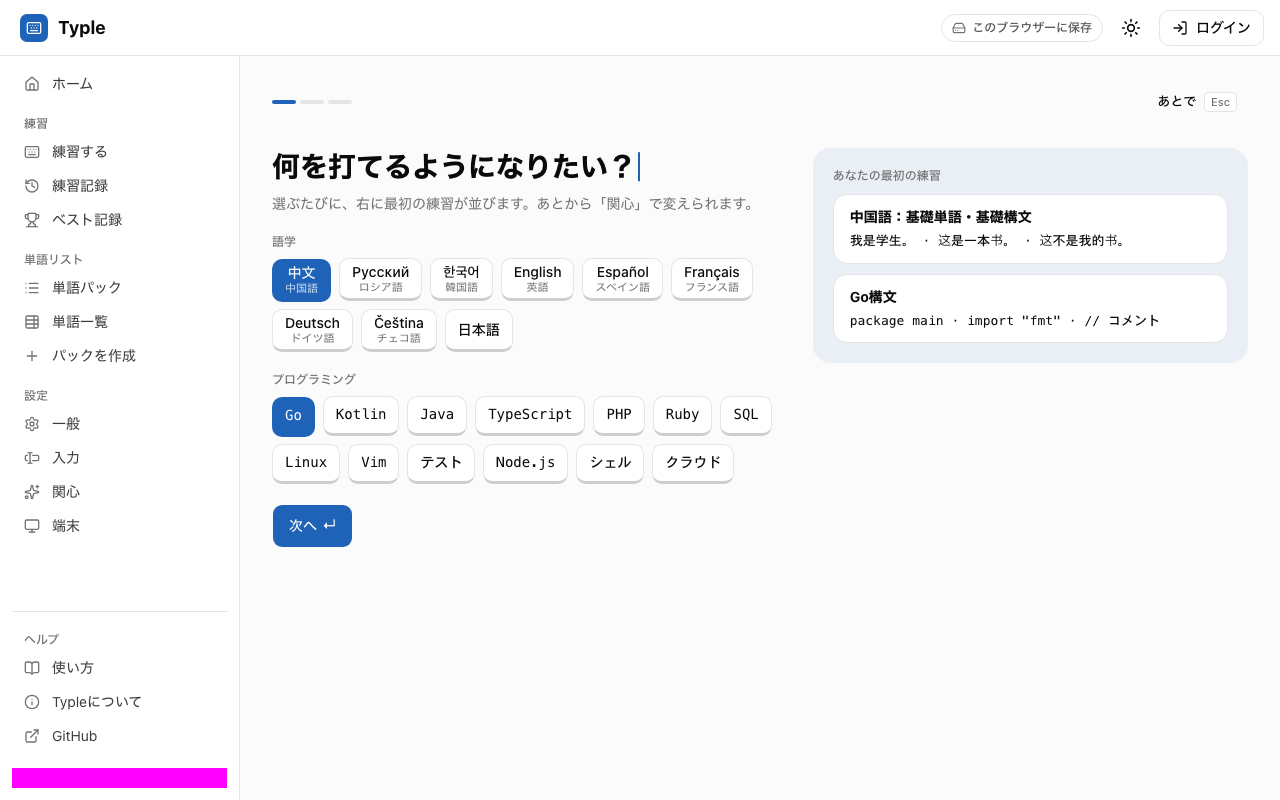 Typle
このブラウザーに保存
ログイン
ホーム
練習
練習する
練習記録
ベスト記録
単語リスト
単語パック
単語一覧
パックを作成
設定
一般
入力
関心
端末
ヘルプ
使い方
Typleについて
GitHub
あとで Esc
何を打てるようになりたい？
選ぶたびに、右に最初の練習が並びます。あとから「関心」で変えられます。
語学
中文 Русский 한국어 English Español Français
中国語 ロシア語 韓国語 英語 スペイン語 フランス語
Deutsch Čeština 日本語
ドイツ語 チェコ語
プログラミング
Go Kotlin Java TypeScript PHP Ruby SQL
Linux Vim テスト Node.js シェル クラウド
次へ ↵
あなたの最初の練習
中国語：基礎単語・基礎構文
我是学生。 · 这是一本书。 · 这不是我的书。
Go構文
package main · import "fmt" · // コメント